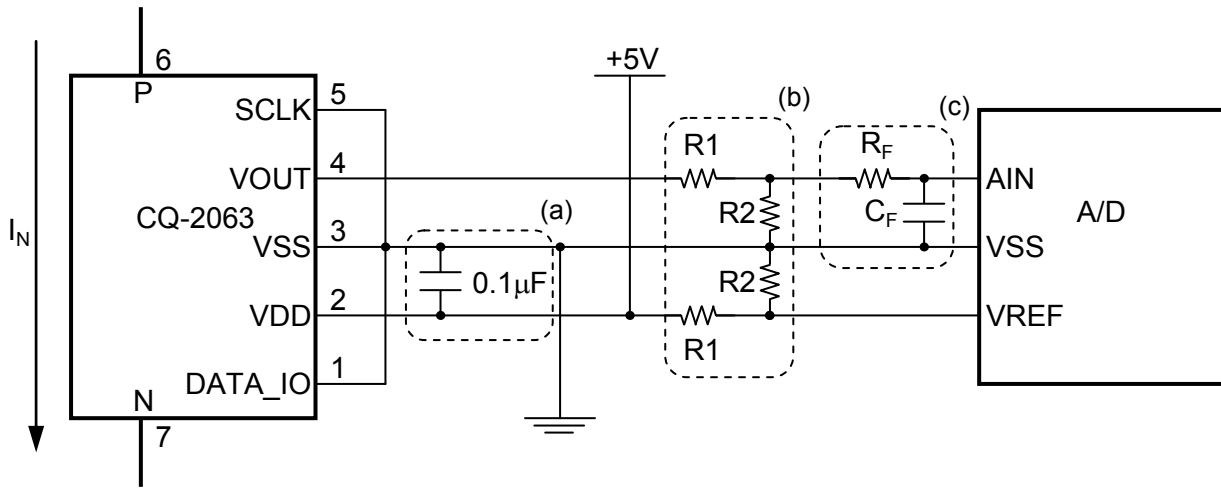 +5V
6
P
(b)
(c)
SCLK
5
R1
R_F
VOUT
4
AIN
CQ-2063
(a)
R2
C_F
A/D
I_N
VSS
3
VSS
0.1μF
R2
VDD
2
VREF
R1
DATA_IO
1
N
7